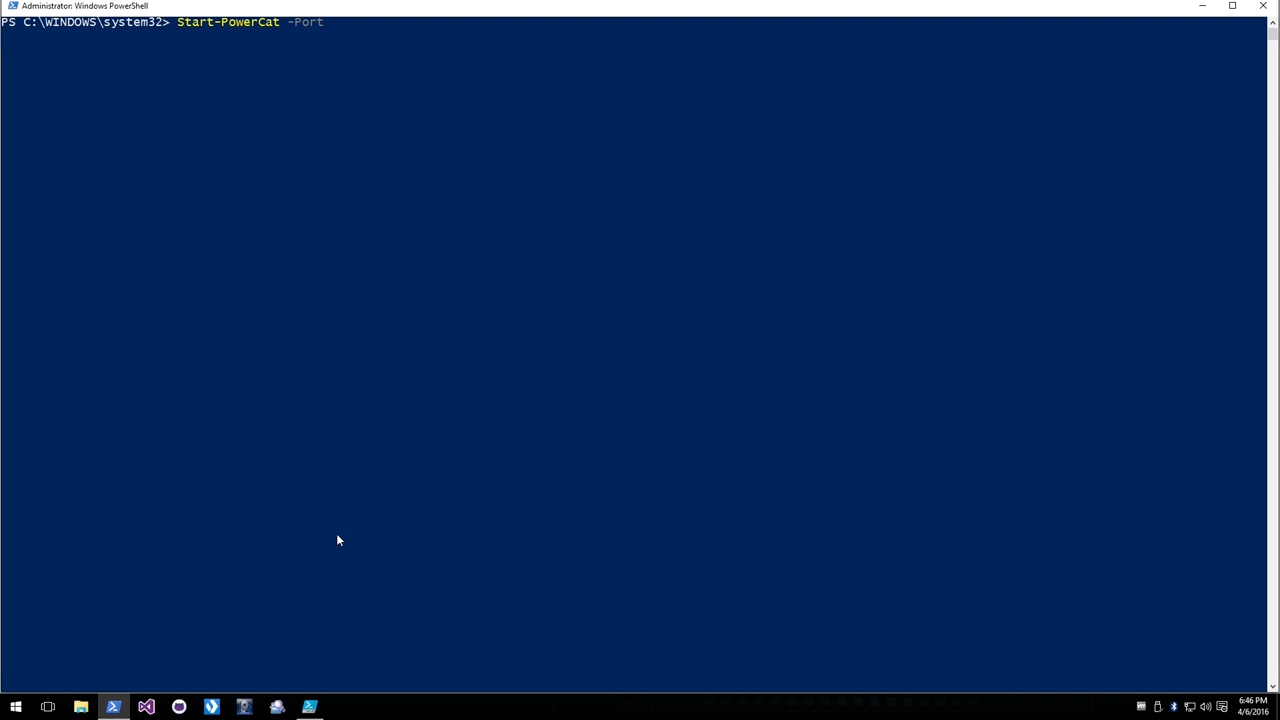 Administrator: Windows PowerShell
PS C:\WINDOWS\system32> Start-PowerCat -Port
6:46 PM
4/6/2016